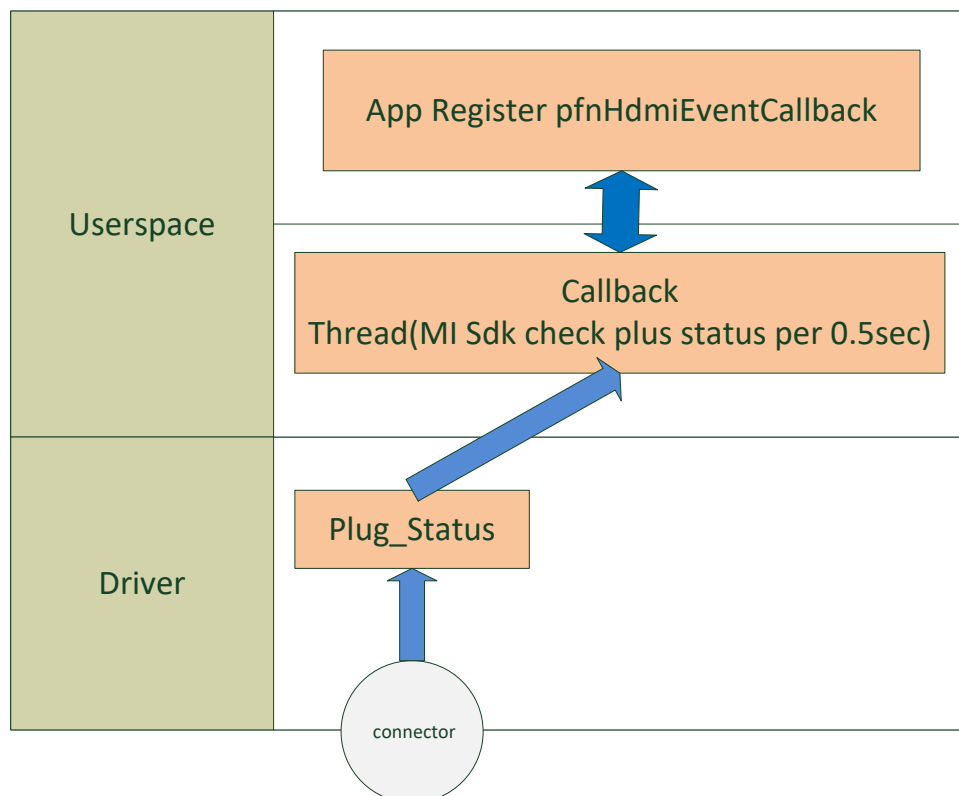 App Register pfnHdmiEventCallback
Userspace
Callback
Thread(MI Sdk check plus status per 0.5sec)
Plug_Status
Driver
connector